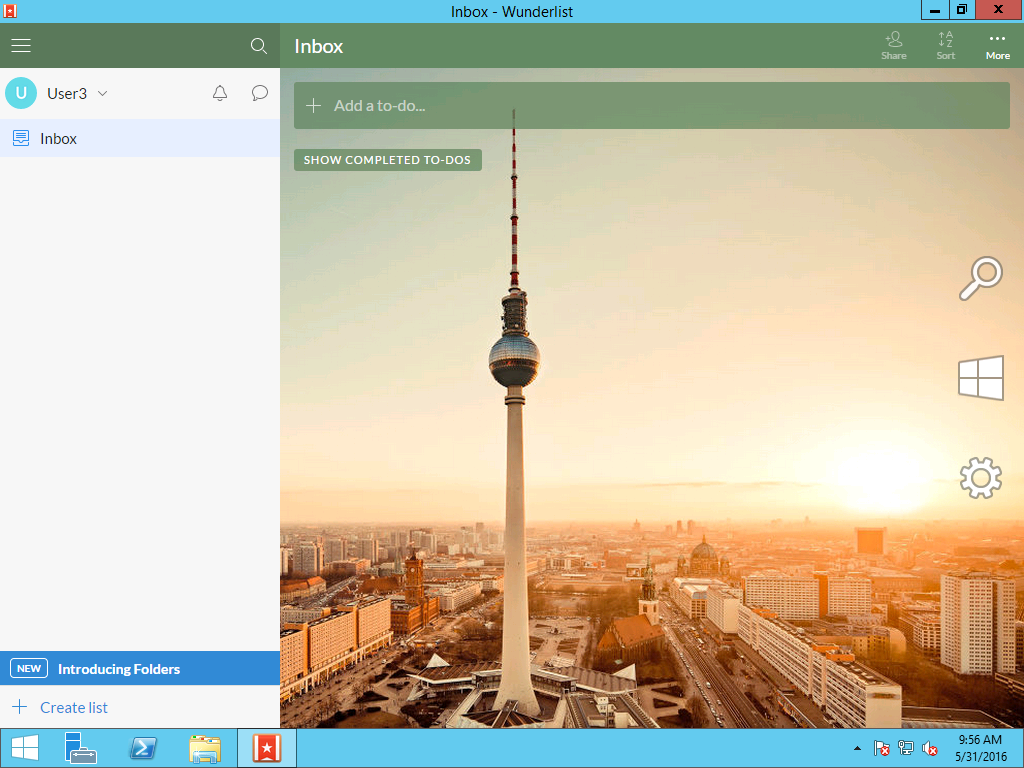 Inbox - Wunderlist
Inbox
Share
Sort
More
U
User3
Add a to-do...
Inbox
SHOW COMPLETED TO-DOS
NEW
Introducing Folders
Create list
9:56 AM
5/31/2016